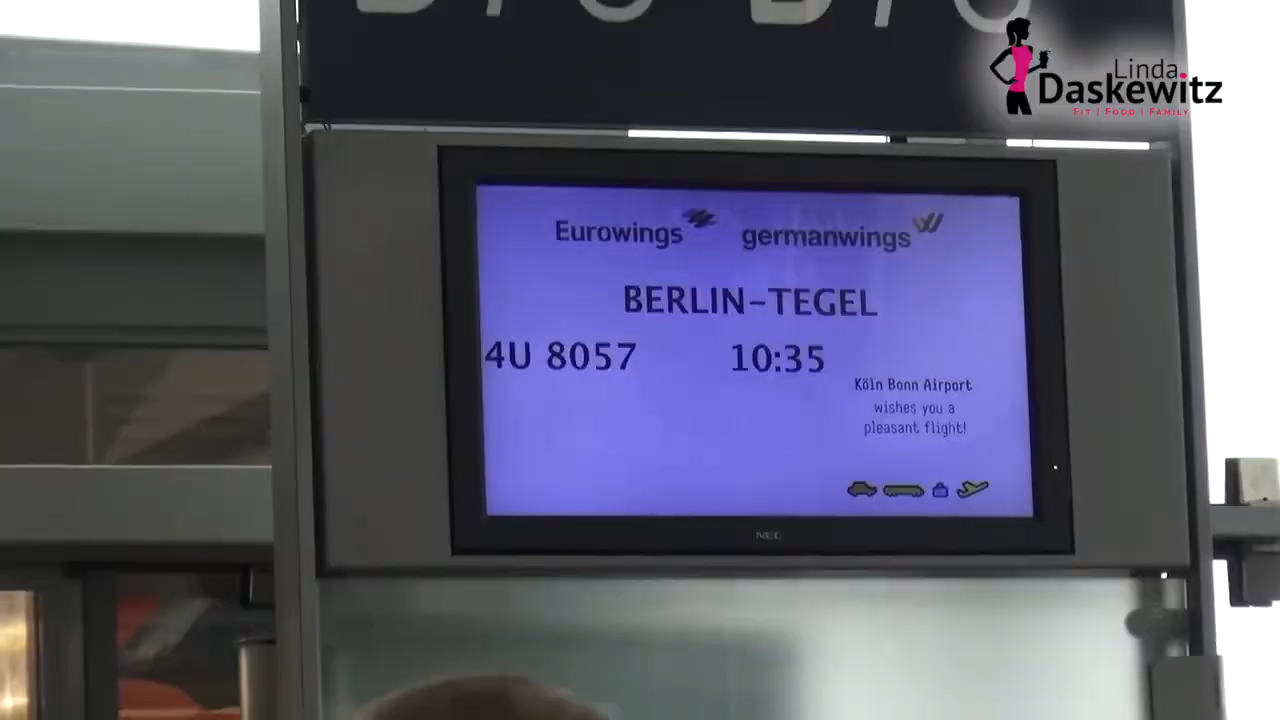 Linda
Daskewitz
FIT | FOOD | FAMILY
Eurowings germanwings
BERLIN-TEGEL
4U 8057 10:35
Köln Bonn Airport
wishes you a
pleasant flight!
NEC